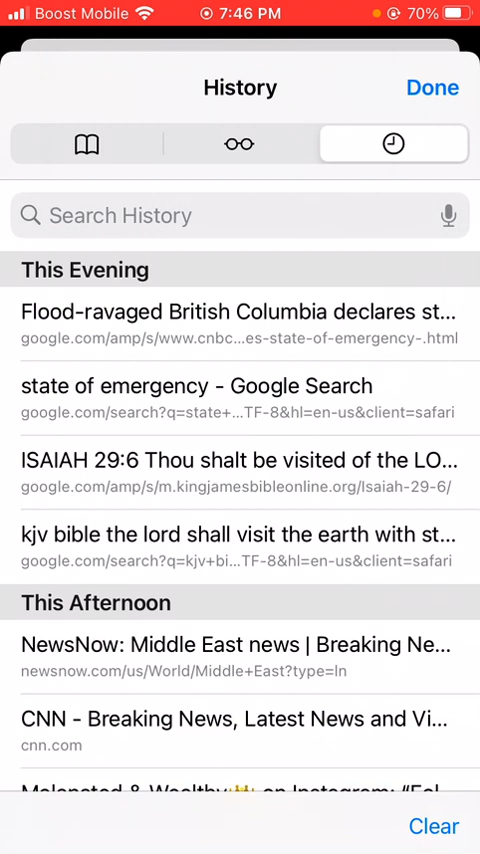 Boost Mobile 7:46 PM 70%
History Done
Search History
This Evening
Flood-ravaged British Columbia declares st...
google.com/amp/s/www.cnbc...es-state-of-emergency-.html
state of emergency - Google Search
google.com/search?q=state+...TF-8&hl=en-us&client=safari
ISAIAH 29:6 Thou shalt be visited of the LO...
google.com/amp/s/m.kingjamesbibleonline.org/Isaiah-29-6/
kjv bible the lord shall visit the earth with st...
google.com/search?q=kjv+bi...TF-8&hl=en-us&client=safari
This Afternoon
NewsNow: Middle East news | Breaking Ne...
newsnow.com/us/World/Middle+East?type=ln
CNN - Breaking News, Latest News and Vi...
cnn.com
& Wealthy👑 on Instagram:
Clear